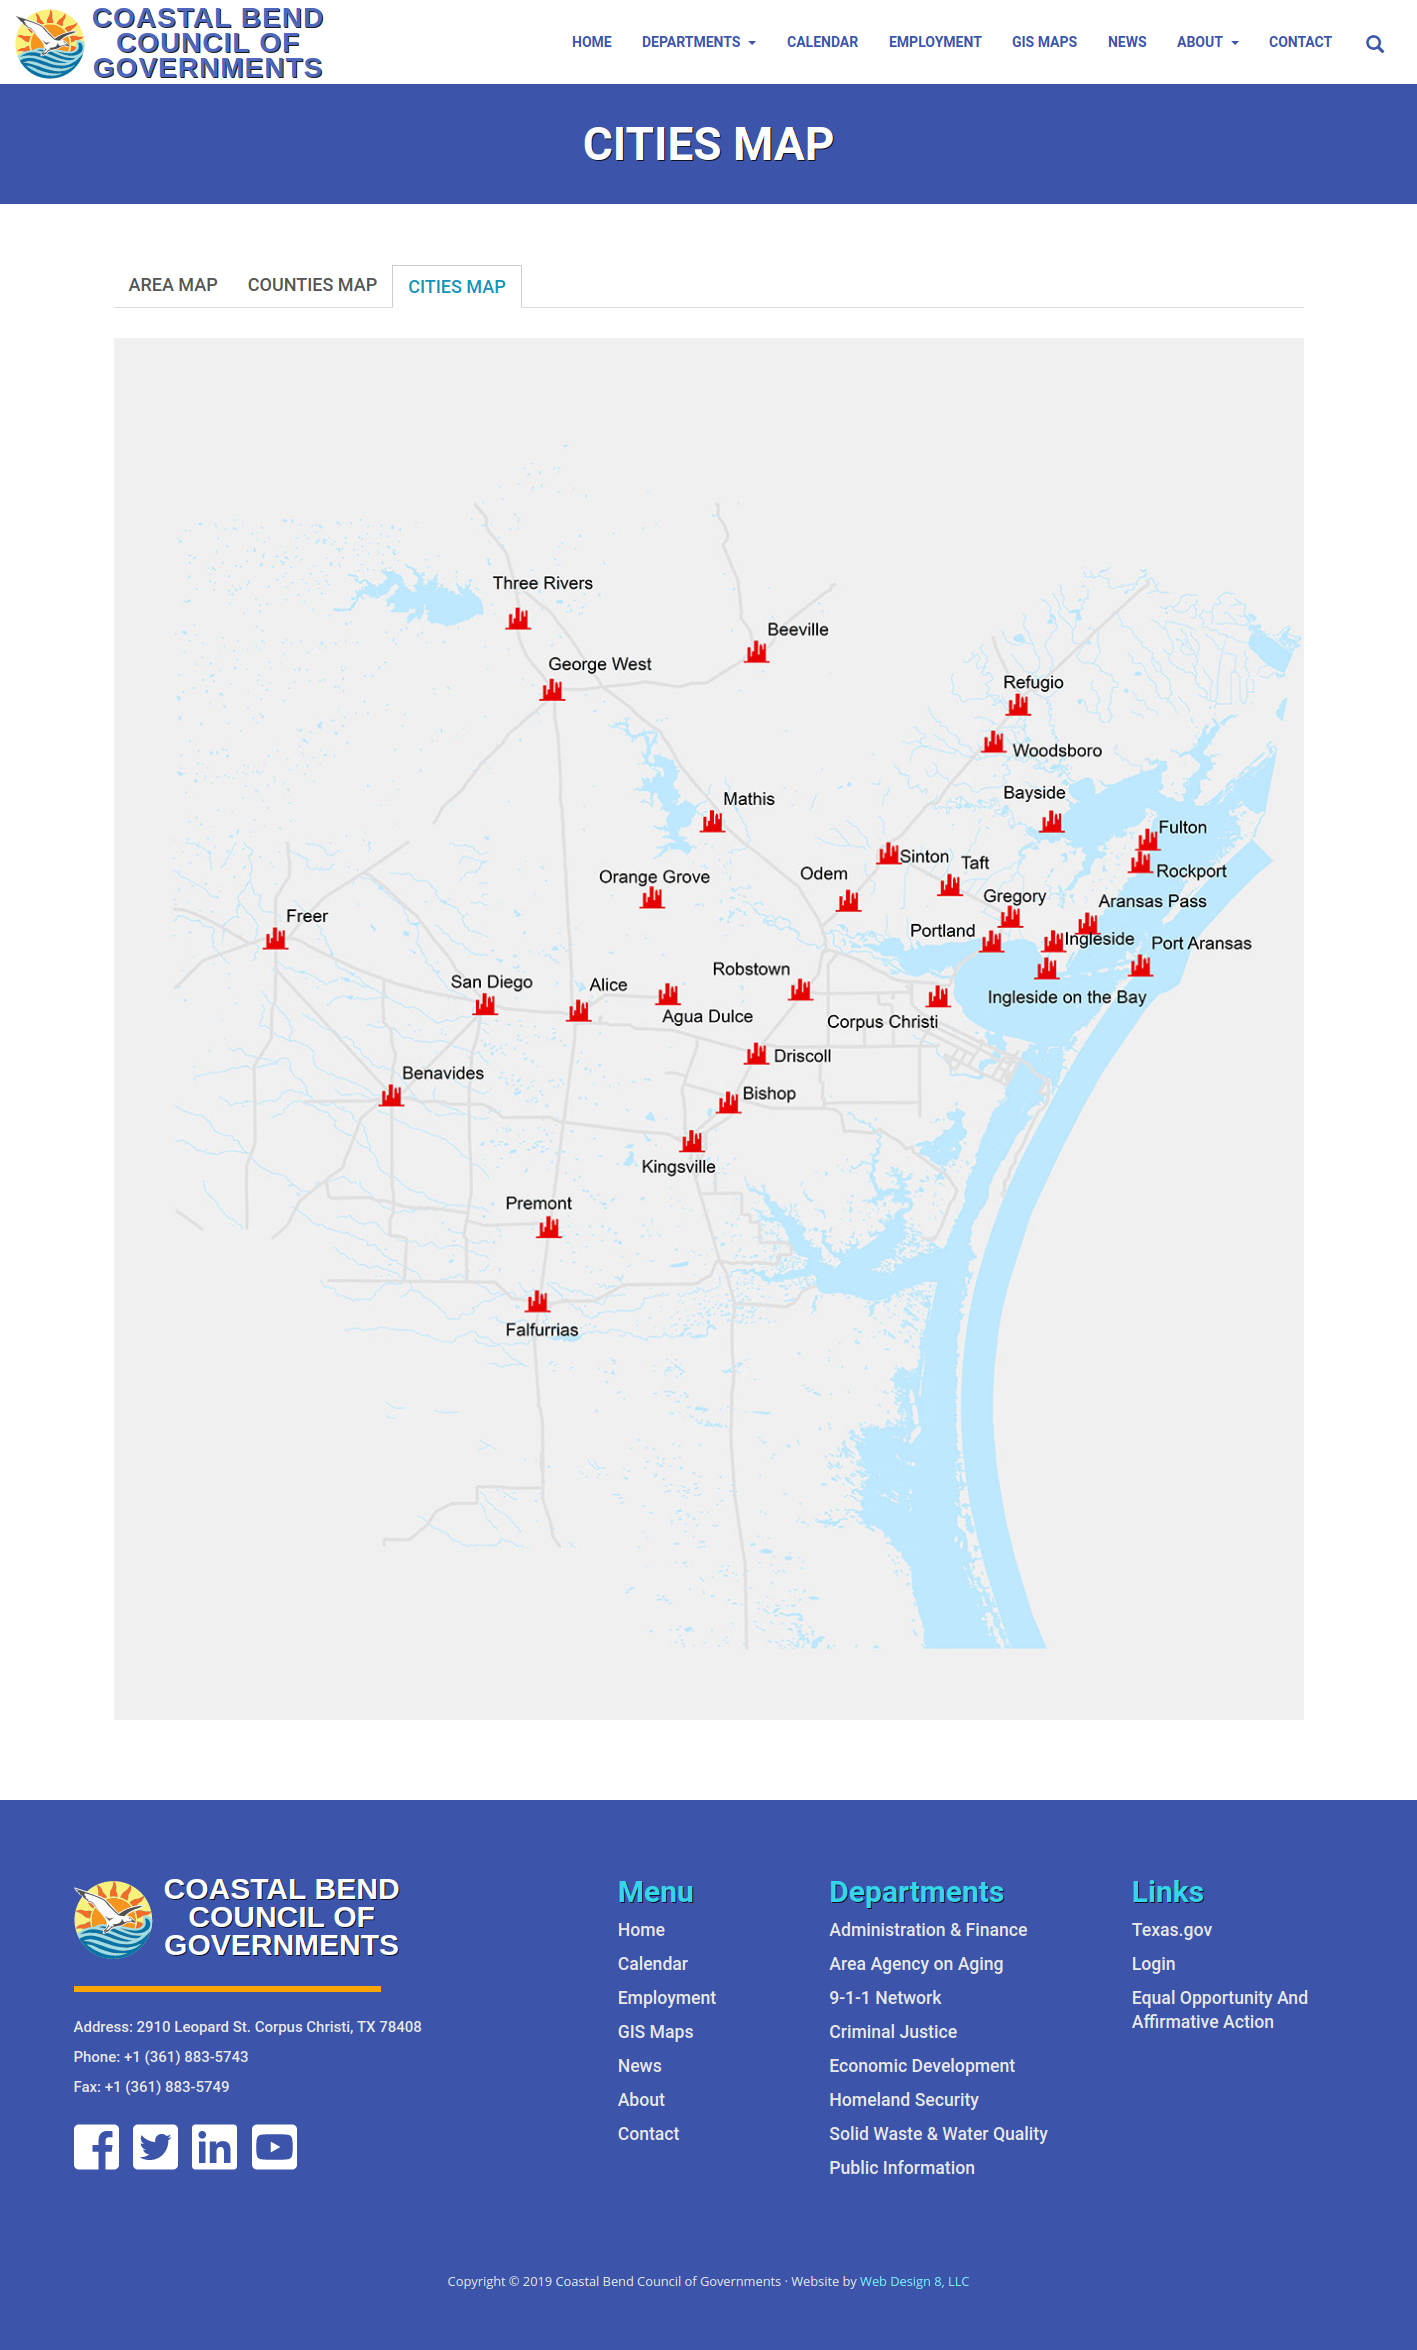 COASTAL BEND
COUNCIL OF
GOVERNMENTS
HOME DEPARTMENTS CALENDAR EMPLOYMENT GIS MAPS NEWS ABOUT CONTACT
CITIES MAP
AREA MAP COUNTIES MAP CITIES MAP
Three Rivers
Beeville
George West
Refugio
Woodsboro
Bayside
Mathis
Fulton
Sinton
Taft
Rockport
Odem
Orange Grove
Gregory
Aransas Pass
Freer
Portland
Ingleside
Port Aransas
Robstown
San Diego
Alice
Ingleside on the Bay
Agua Dulce
Corpus Christi
Driscoll
Benavides
Bishop
Kingsville
Premont
Falfurrias
COASTAL BEND
COUNCIL OF
GOVERNMENTS
Address: 2910 Leopard St. Corpus Christi, TX 78408
Phone: +1 (361) 883-5743
Fax: +1 (361) 883-5749
Menu
Home
Calendar
Employment
GIS Maps
News
About
Contact
Departments
Administration & Finance
Area Agency on Aging
9-1-1 Network
Criminal Justice
Economic Development
Homeland Security
Solid Waste & Water Quality
Public Information
Links
Texas.gov
Login
Equal Opportunity And
Affirmative Action
Copyright © 2019 Coastal Bend Council of Governments · Website by Web Design 8, LLC